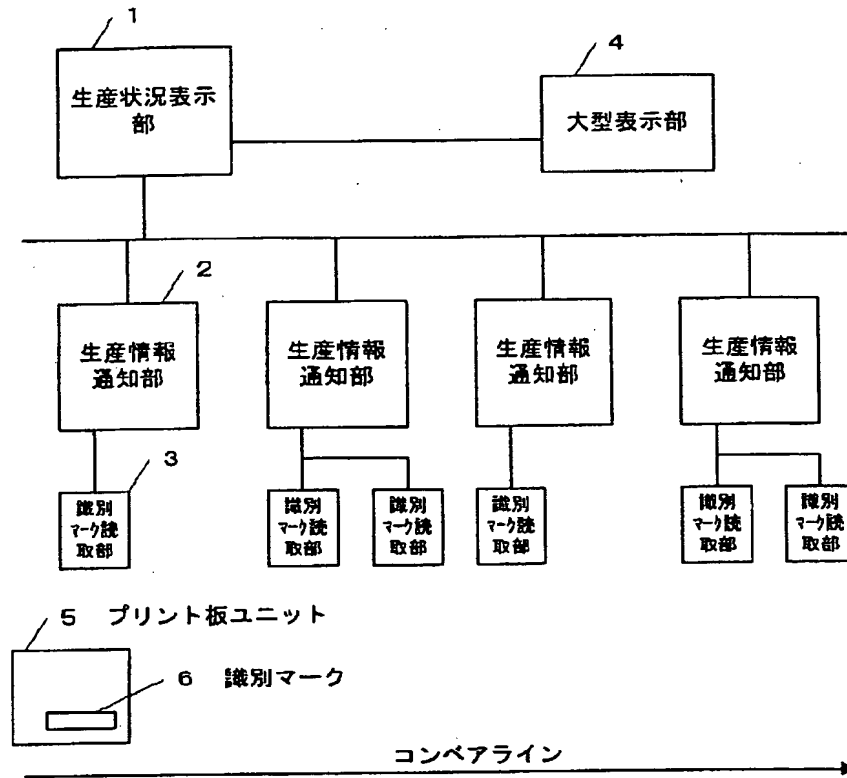 1
生産状況表示
部
4
大型表示部
2
生産情報
通知部
生産情報
通知部
生産情報
通知部
生産情報
通知部
3
識別
マーク読
取部
識別
マーク読
取部
識別
マーク読
取部
識別
マーク読
取部
識別
マーク読
取部
識別
マーク読
取部
5 プリント板ユニット
6 識別マーク
コンベアライン